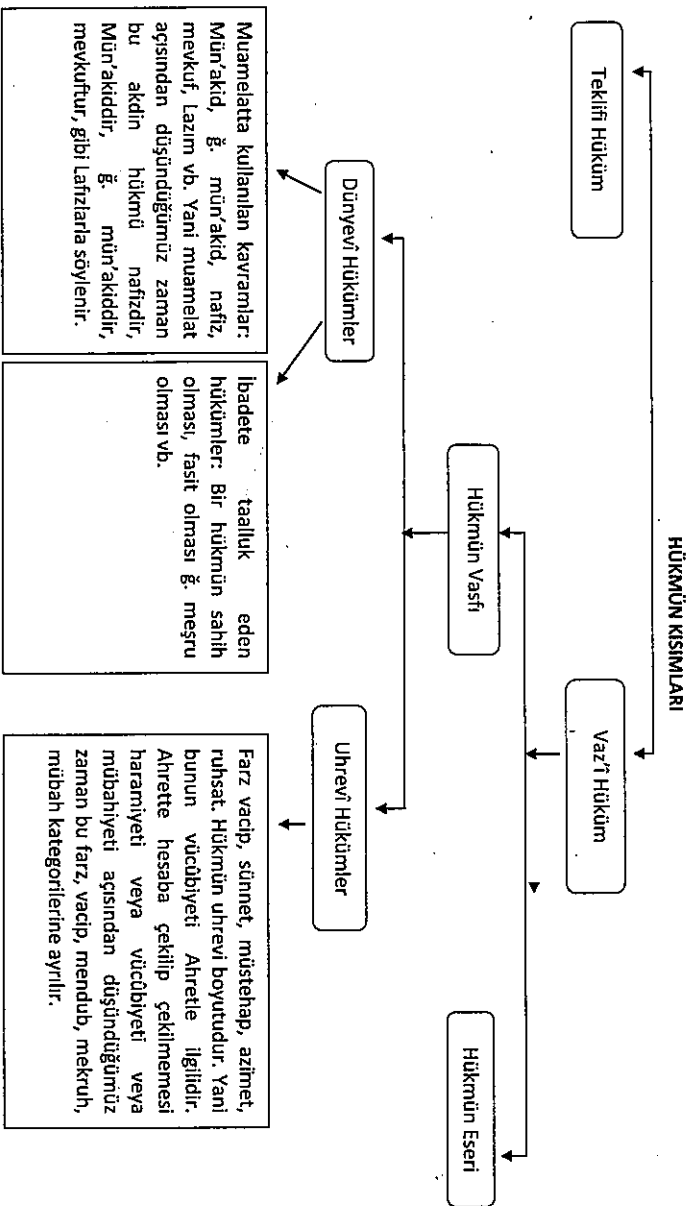 HÜKMÜN KISIMLARI
Teklifi Hüküm
Vaz'î Hüküm
Hükmün Vasfı
Hükmün Eseri
Dünyevî Hükümler
Uhrevî Hükümler
Muamelatta kullanılan kavramlar:
Mün'akid, ğ. mün'akid, nafiz,
mevkuf, Lazım vb. Yani muamelat
açısından düşündüğümüz zaman
bu akdin hükmü nafizdir,
Mün'akiddir, ğ. mün'akiddir,
mevkuftur, gibi Lafızlarla söylenir.
İbadete taalluk eden
hükümler: Bir hükmün sahih
olması, fasit olması ğ. meşru
olması vb.
Farz vacip, sünnet, müstehap, azimet,
ruhsat. Hükmün uhrevi boyutudur. Yani
bunun vücûbiyeti Ahretle ilgilidir.
Ahrette hesaba çekilip çekilmemesi
haramiyeti veya vücûbiyeti veya
mübahiyeti açısından düşündüğümüz
zaman bu farz, vacip, mendub, mekruh,
mübah kategorilerine ayrılır.